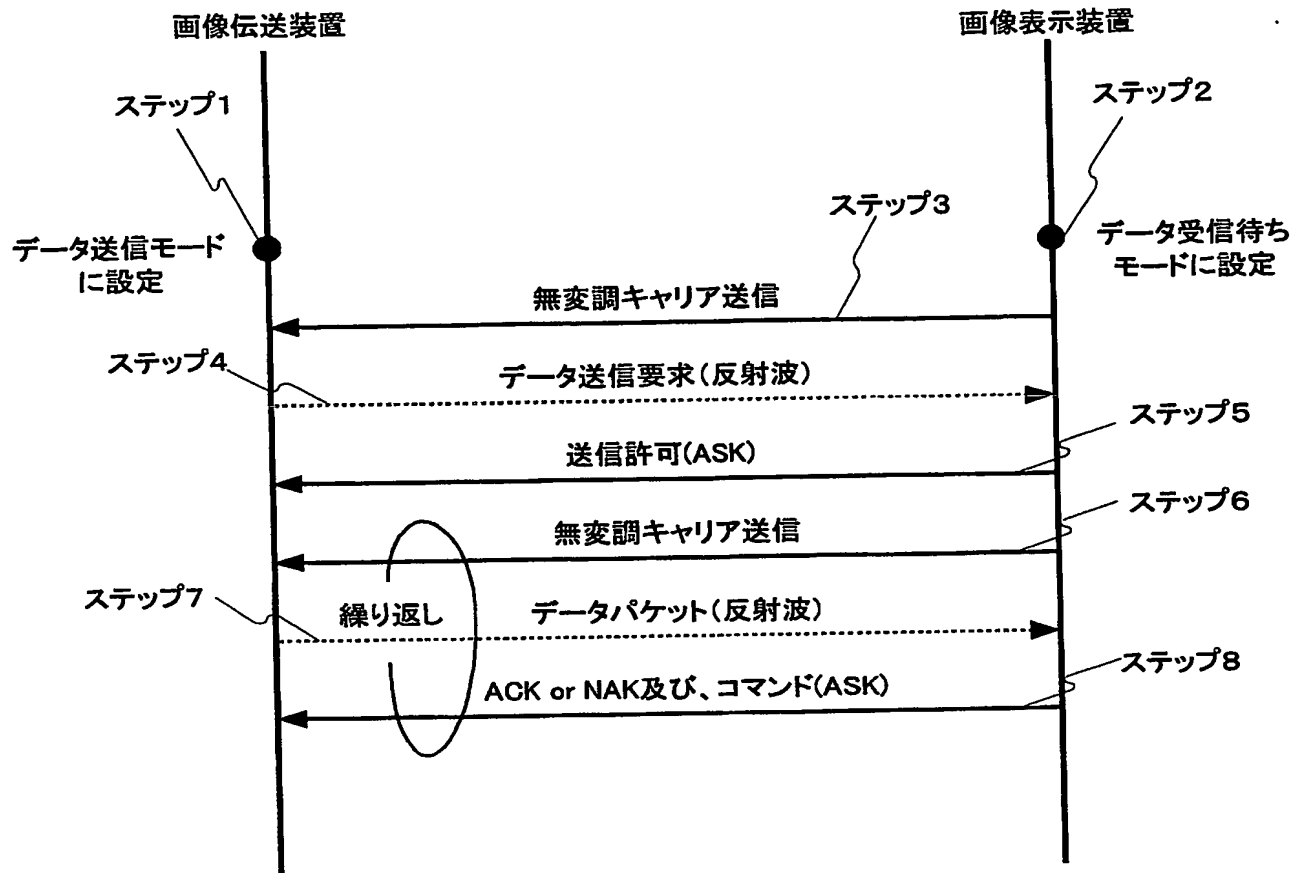 画像伝送装置
画像表示装置
ステップ1
ステップ2
ステップ3
データ送信モード
に設定
データ受信待ち
モードに設定
無変調キャリア送信
ステップ4
データ送信要求(反射波)
ステップ5
送信許可(ASK)
ステップ6
無変調キャリア送信
ステップ7
繰り返し
データパケット(反射波)
ステップ8
ACK or NAK及び、コマンド(ASK)